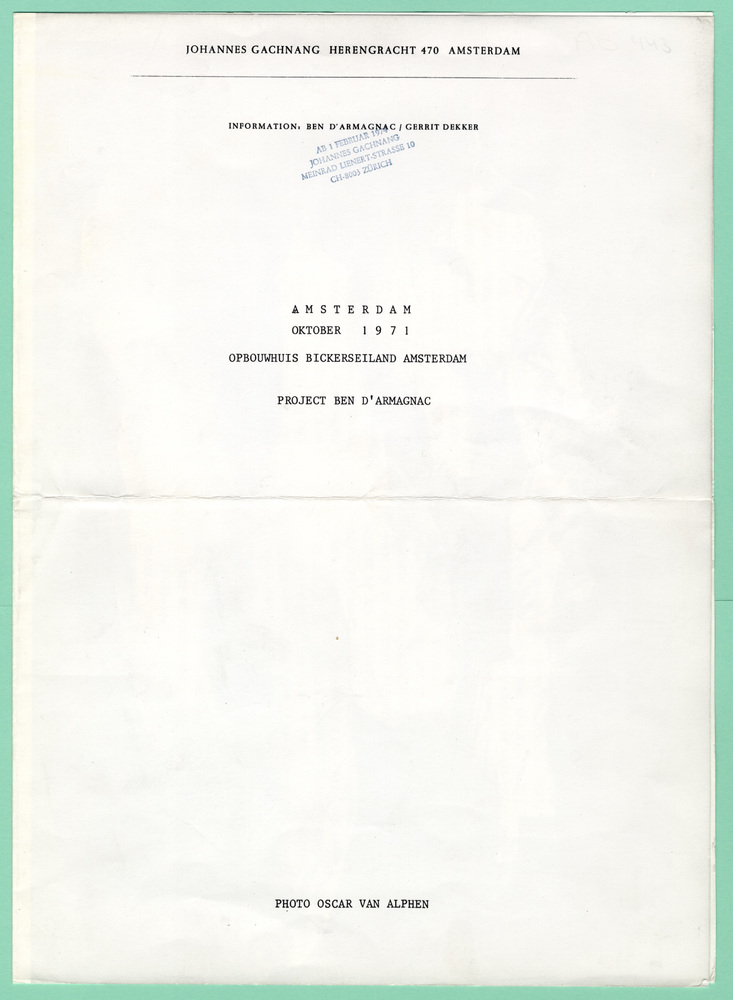 JOHANNES GACHNANG HERENGRACHT 470 AMSTERDAM
INFORMATION: BEN D'ARMAGNAC / GERRIT DEKKER
AB 1 FEBRUAR 1974
JOHANNES GACHNANG
MEINRAD LIENERT-STRASSE 10
CH-8003 ZÜRICH
AMSTERDAM
OKTOBER 1971
OPBOUWHUIS BICKERSEILAND AMSTERDAM
PROJECT BEN D'ARMAGNAC
PHOTO OSCAR VAN ALPHEN